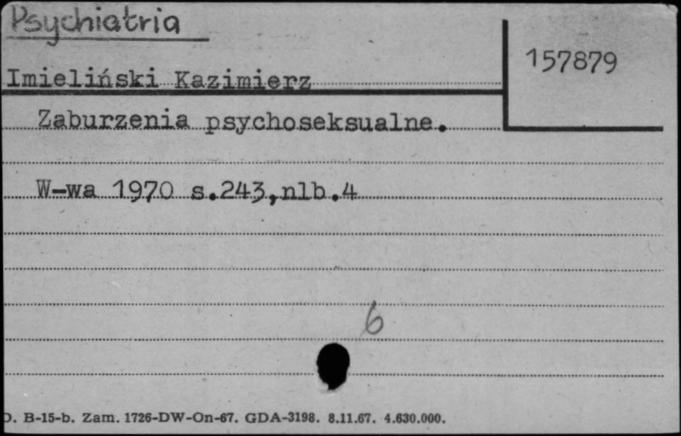 Psychiatria
157879
Imieliński Kazimierz
Zaburzenia psychoseksualne.
W-wa 1970 s.243,nlb.4
6
D. B-15-b. Zam. 1726-DW-On-67. GDA-3198. 8.11.67. 4.630.000.